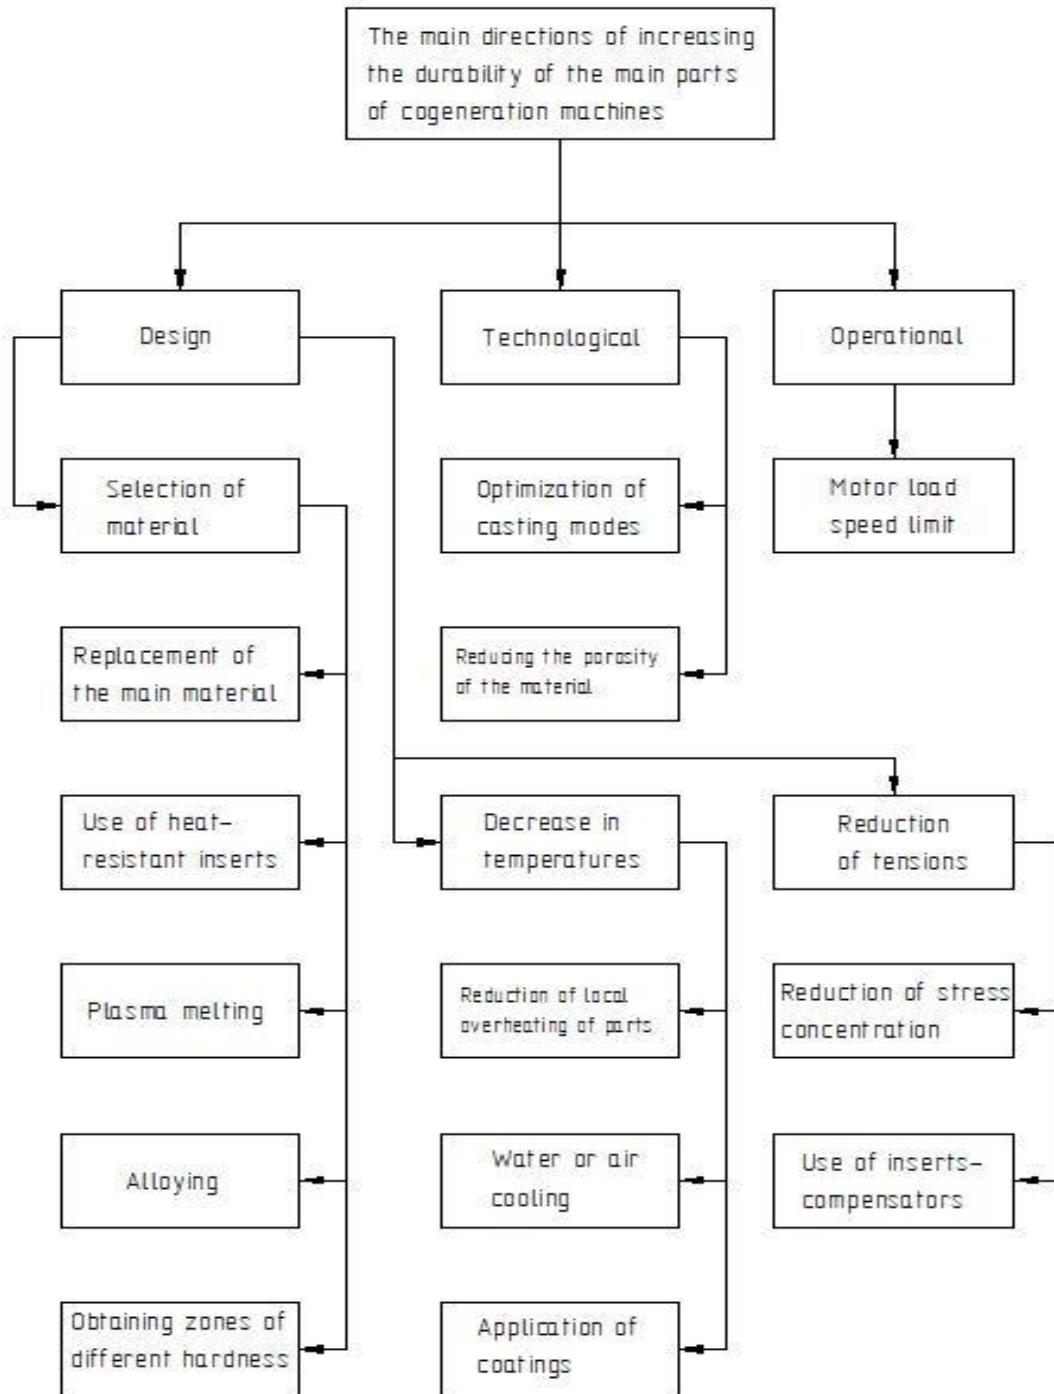 The main directions of increasing
the durability of the main parts
of cogeneration machines
Design
Technological
Operational
Selection of
material
Optimization of
casting modes
Motor load
speed limit
Replacement of
the main material
Reducing the porosity
of the material
Use of heat-
resistant inserts
Decrease in
temperatures
Reduction
of tensions
Plasma melting
Reduction of local
overheating of parts
Reduction of stress
concentration
Alloying
Water or air
cooling
Use of inserts-
compensators
Obtaining zones of
different hardness
Application of
coatings